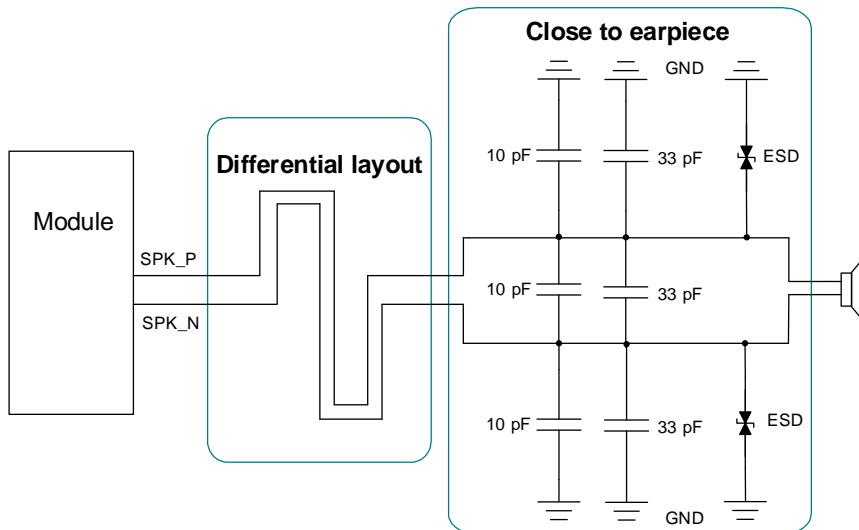 Close to earpiece
GND
10 pF
33 pF
ESD
Differential layout
Module
SPK_P
SPK_N
10 pF
33 pF
10 pF
33 pF
ESD
GND